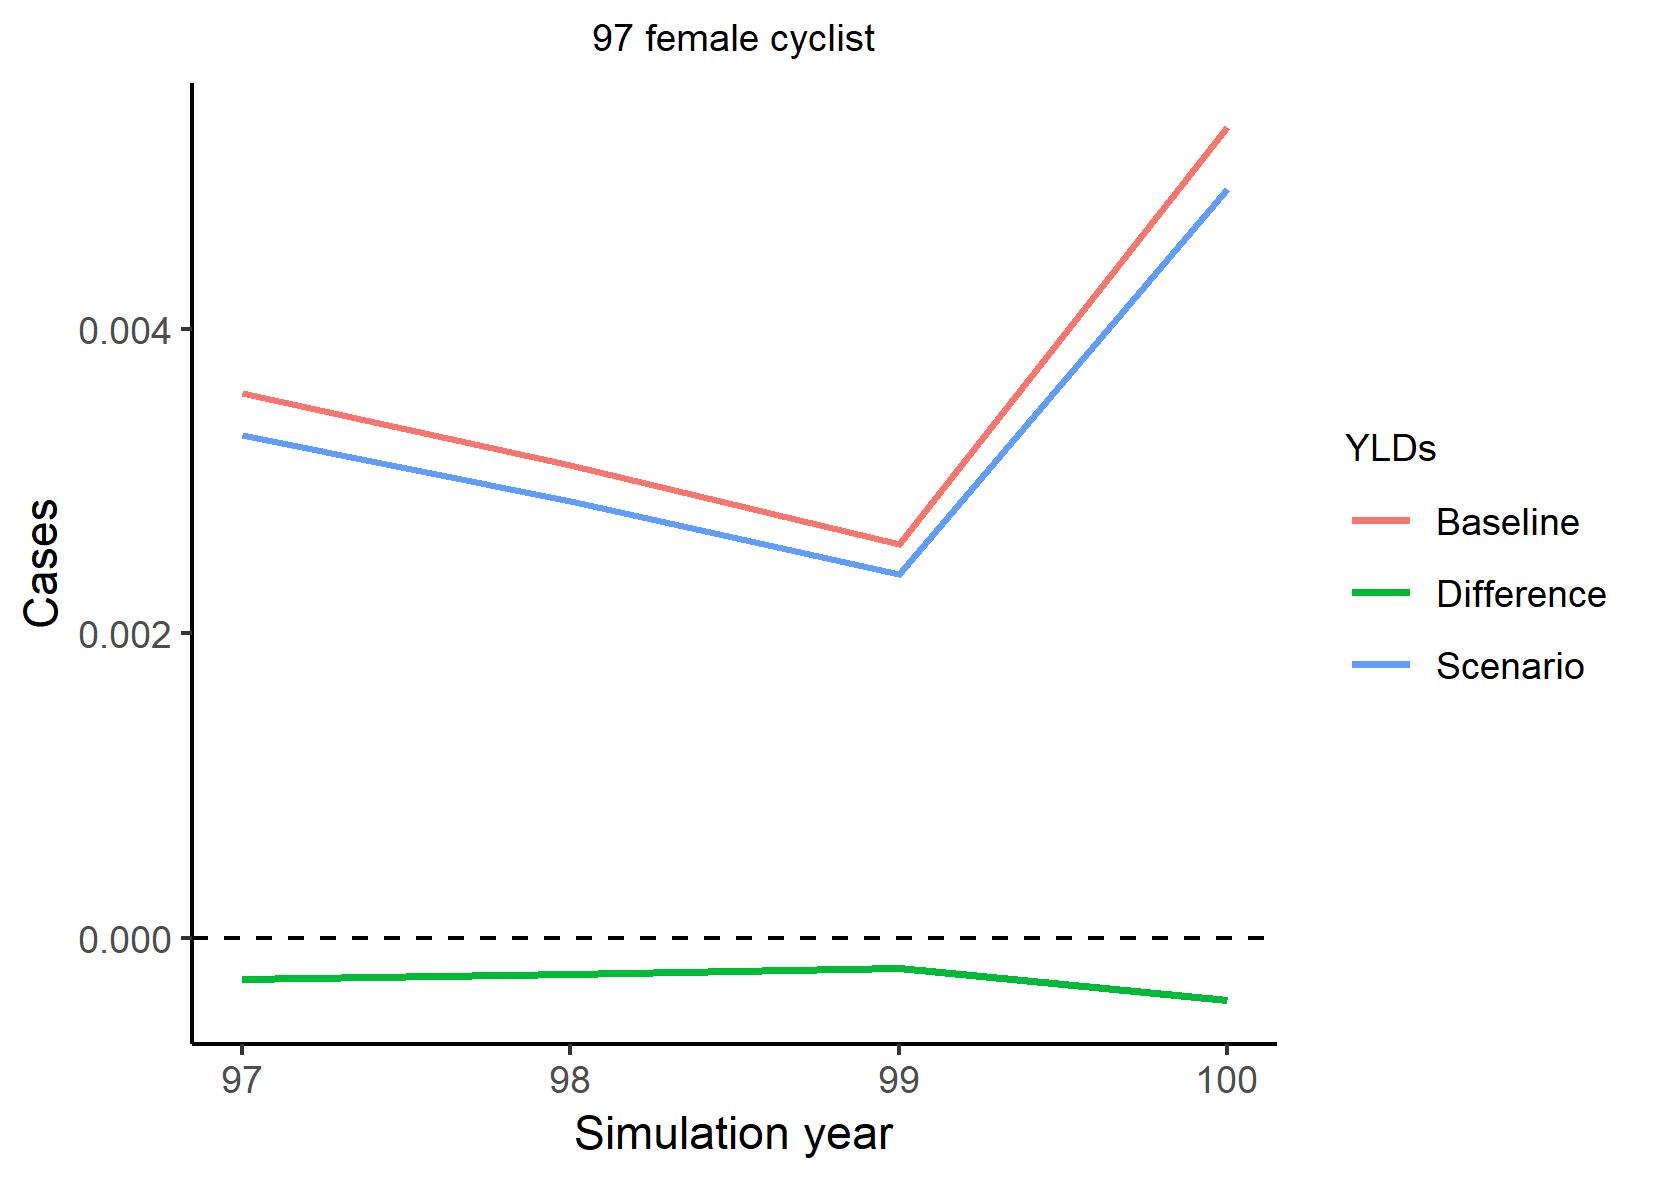 97 female cyclist
Cases
0.004
0.002
0.000
97 98 99 100
Simulation year
YLDs
Baseline
Difference
Scenario